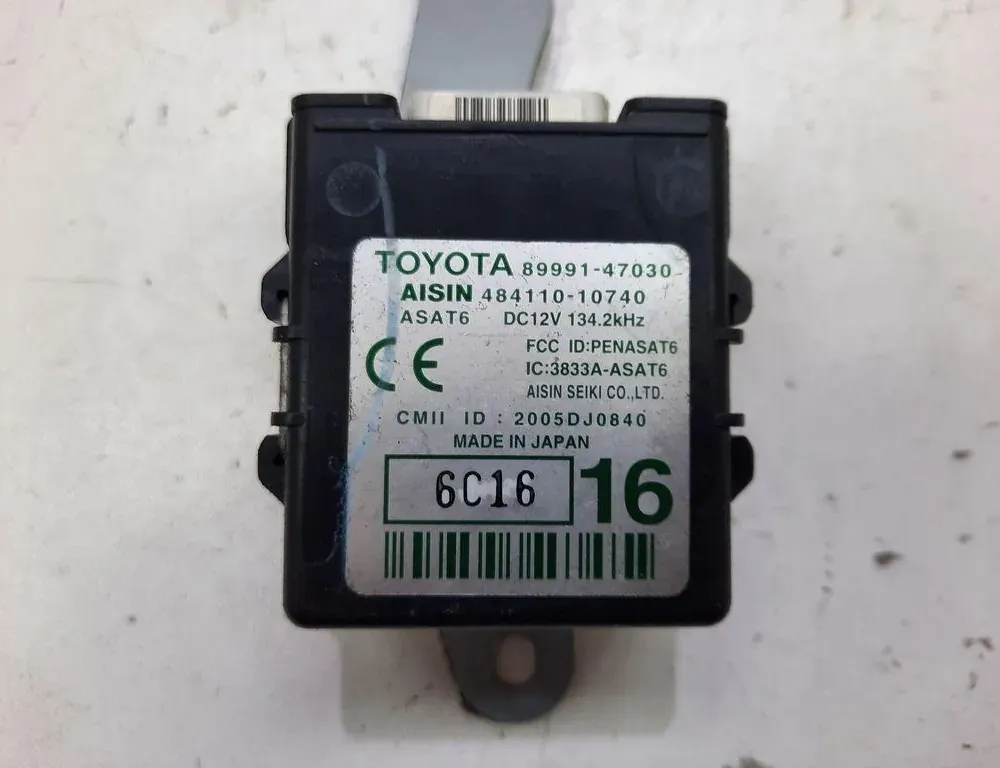 TOYOTA 89991-47030
AISIN 484110-10740
ASAT6 DC12V 134.2kHz
CE FCC ID:PENASAT6
IC:3833A-ASAT6
AISIN SEIKI CO.,LTD.
CMII ID : 2005DJ0840
MADE IN JAPAN
6C16 16